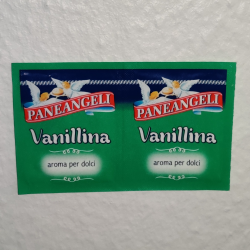 PANEANGELI PANEANGELI
Vanillina Vanillina
aroma per dolci aroma per dolci